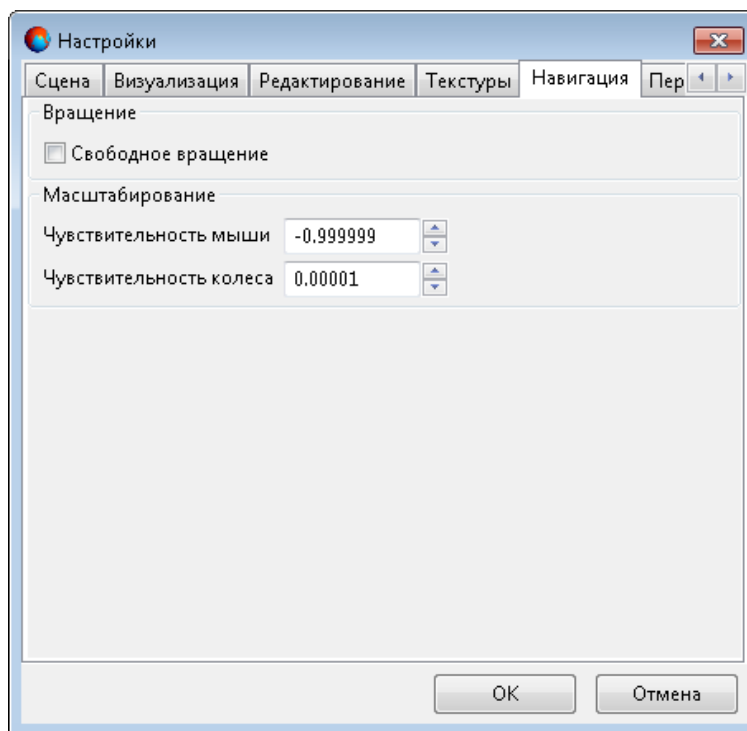 Настройки
Сцена Визуализация Редактирование Текстуры Навигация Пер
Вращение
Свободное вращение
Масштабирование
Чувствительность мыши -0.999999
Чувствительность колеса 0.00001
OK Отмена